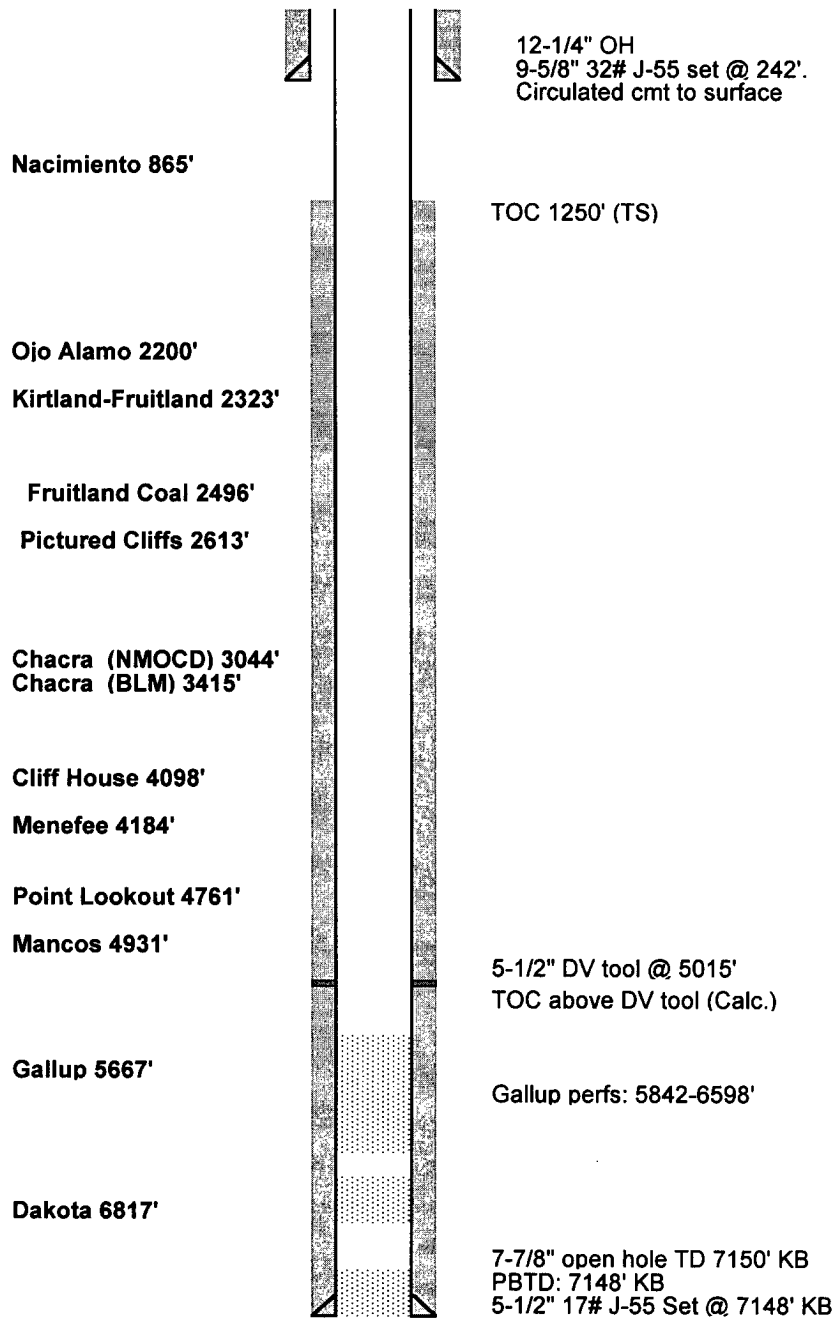 12-1/4" OH
9-5/8" 32# J-55 set @ 242'.
Circulated cmt to surface
Nacimiento 865'
TOC 1250' (TS)
Ojo Alamo 2200'
Kirtland-Fruitland 2323'
Fruitland Coal 2496'
Pictured Cliffs 2613'
Chacra (NMOCD) 3044'
Chacra (BLM) 3415'
Cliff House 4098'
Menefee 4184'
Point Lookout 4761'
Mancos 4931'
5-1/2" DV tool @ 5015'
TOC above DV tool (Calc.)
Gallup 5667'
Gallup perfs: 5842-6598'
Dakota 6817'
7-7/8" open hole TD 7150' KB
PBTD: 7148' KB
5-1/2" 17# J-55 Set @ 7148' KB